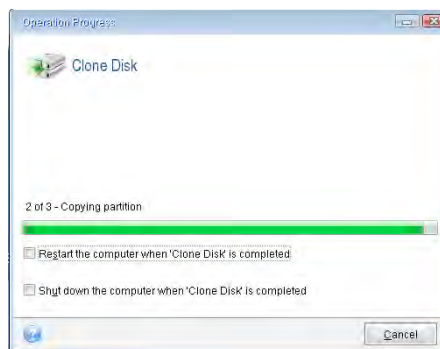 Operation Progress
Clone Disk
2 of 3 - Copying partition
Restart the computer when 'Clone Disk' is completed
Shut down the computer when 'Clone Disk' is completed
Cancel